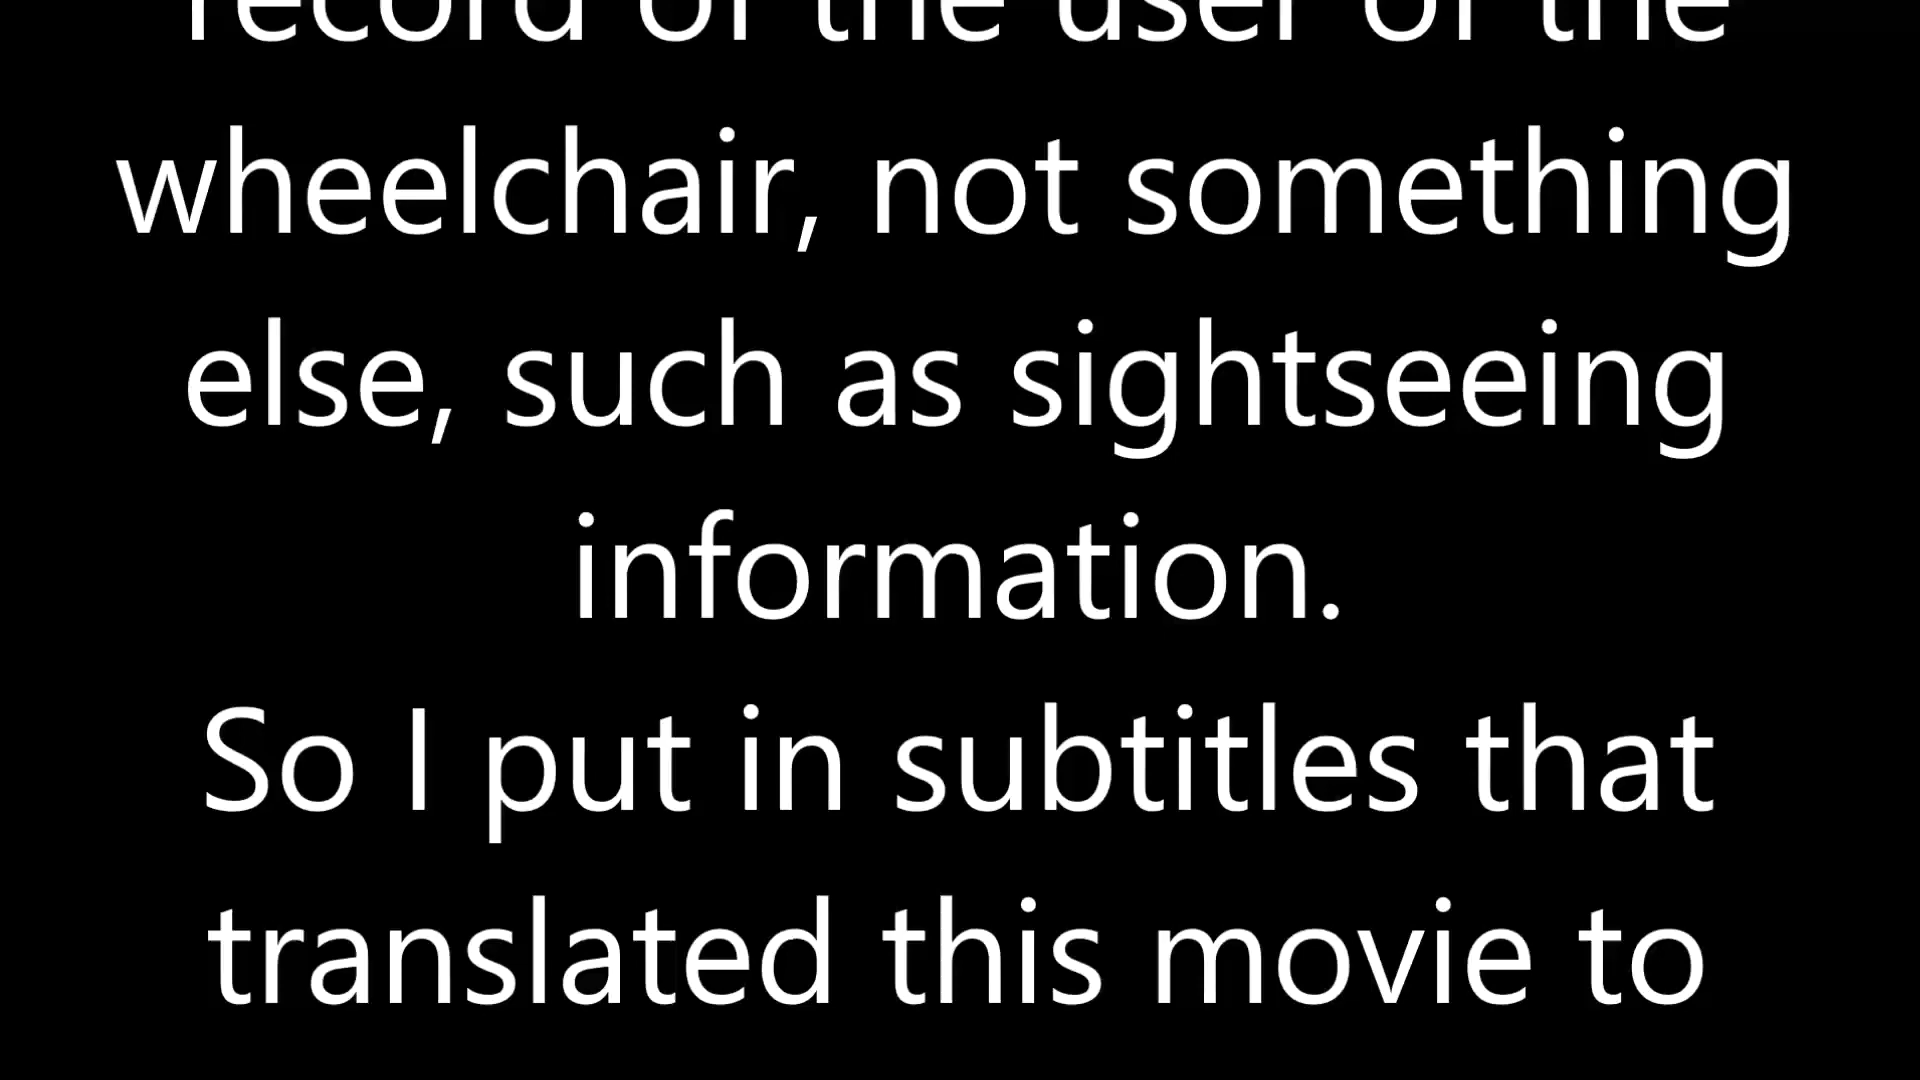 record of the user of the
wheelchair, not something
else, such as sightseeing
information.
So I put in subtitles that
translated this movie to